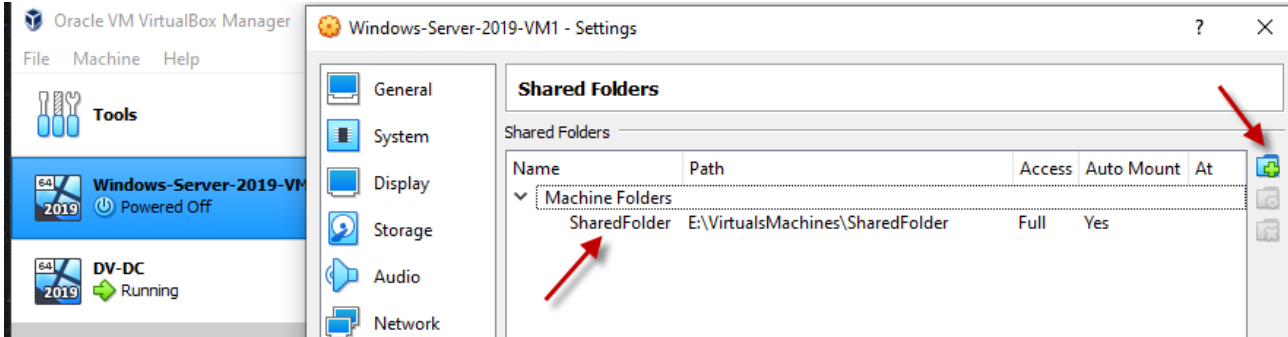 Oracle VM VirtualBox Manager
File Machine Help
Tools
64
2019
Windows-Server-2019-VM
Powered Off
64
2019
DV-DC
Running
Windows-Server-2019-VM1 - Settings
?
General
System
Display
Storage
Audio
Network
Shared Folders
Shared Folders
Name Path Access Auto Mount At
Machine Folders
SharedFolder E:\VirtualsMachines\SharedFolder Full Yes